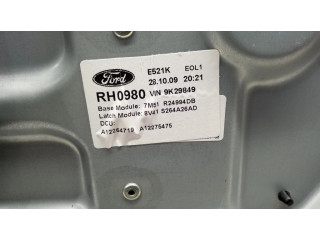 Ford
E521K EOL1
28.10.09 20:21
RH0980 VIN 9K29849
Base Module: 7M51 R24994DB
Latch Module: 8V41 S264A26AD
DCU:
A12264719 A12275475